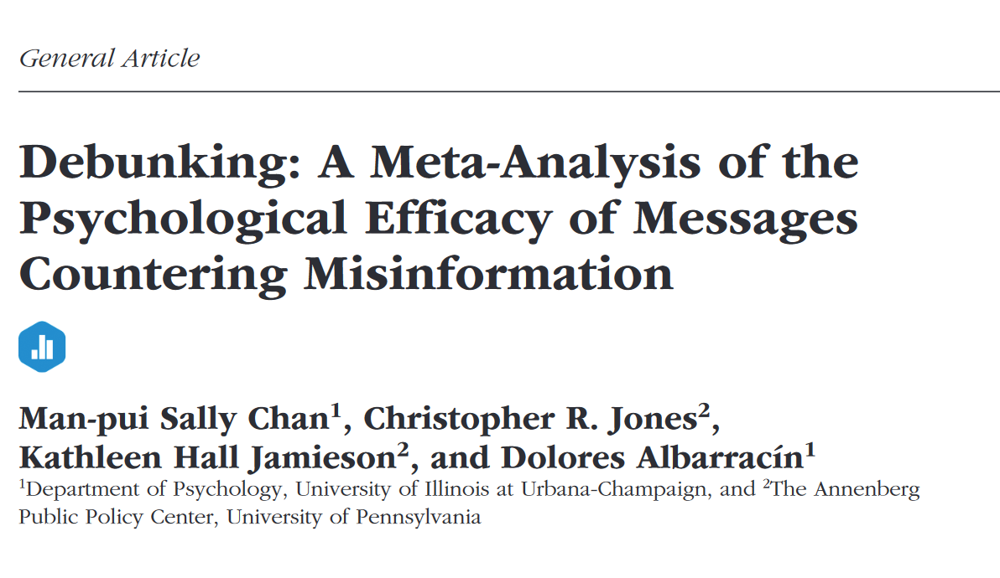 General Article
Debunking: A Meta-Analysis of the
Psychological Efficacy of Messages
Countering Misinformation
Man-pui Sally Chan¹, Christopher R. Jones²,
Kathleen Hall Jamieson², and Dolores Albarracín¹
¹Department of Psychology, University of Illinois at Urbana-Champaign, and ²The Annenberg
Public Policy Center, University of Pennsylvania